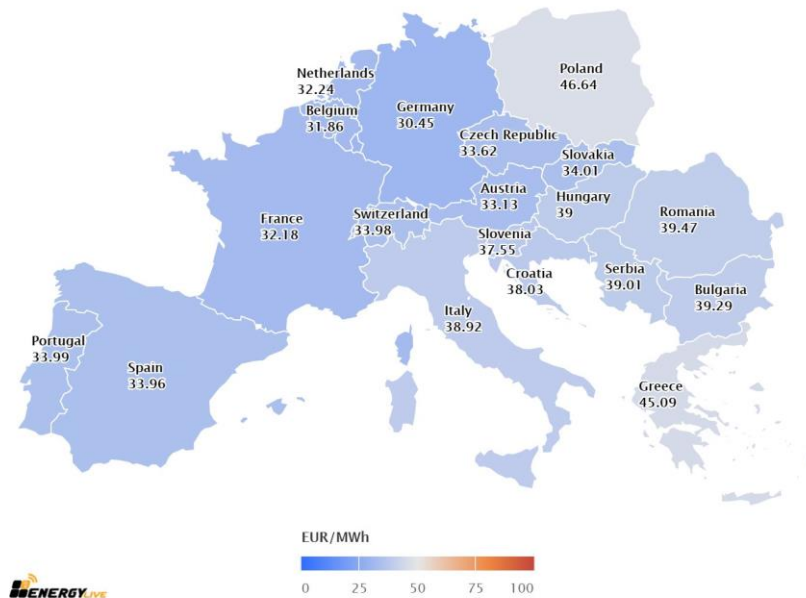 Poland
46.64
Netherlands
32.24
Germany
30.45
Belgium
31.86
Czech Republic
33.62
Slovakia
34.01
Austria
33.13
Hungary
39
France
32.18
Switzerland
33.98
Romania
39.47
Slovenia
37.55
Croatia
38.03
Serbia
39.01
Bulgaria
39.29
Italy
38.92
Portugal
33.99
Spain
33.96
Greece
45.09
EUR/MWh
0 25 50 75 100
ENERGY LIVE